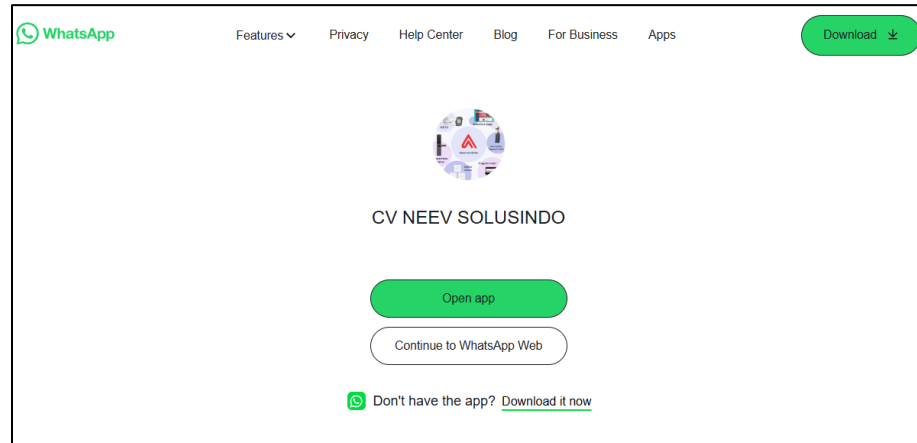 WhatsApp
Features Privacy Help Center Blog For Business Apps
Download
CV NEEV SOLUSINDO
Open app
Continue to WhatsApp Web
Don't have the app? Download it now